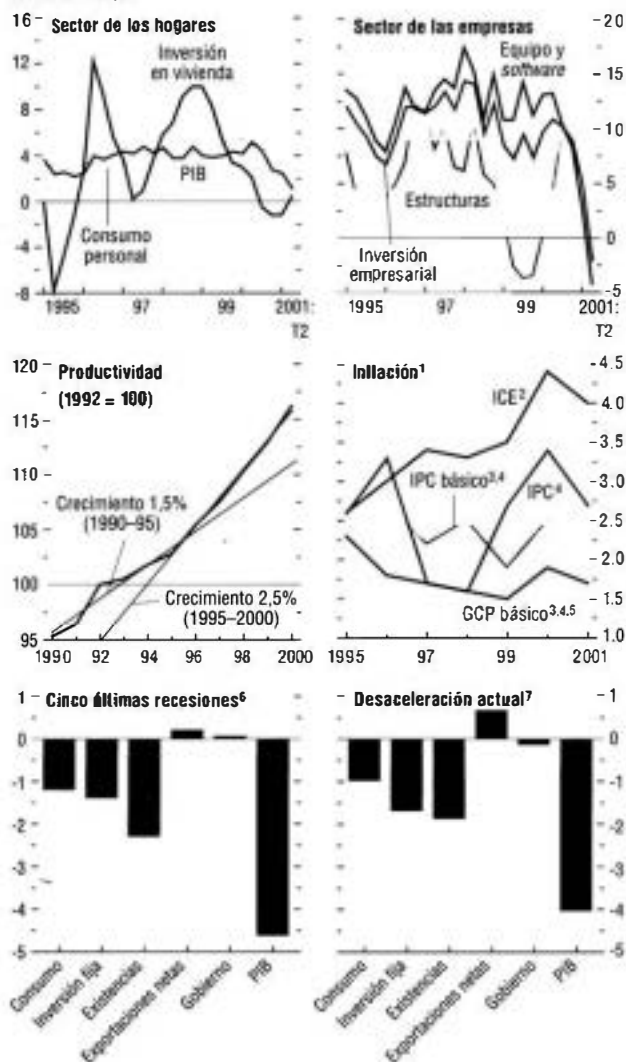 Sector de los hogares
16
12
8
4
0
-4
-8
Inversión
en vivienda
PIB
Consumo
personal
1995
97
99
2001:
T2
Sector de las empresas
20
15
10
5
0
-5
Equipo y
software
Estructuras
Inversión
empresarial
1995
97
99
2001:
T2
Productividad
(1992 = 100)
120
115
110
105
100
95
Crecimiento 1,5%
(1990–95)
Crecimiento 2,5%
(1995–2000)
1990
92
94
96
98
2000
Inflación¹
4.5
4.0
3.5
3.0
2.5
2.0
1.5
1.0
ICE²
IPC básico³,⁴
IPC⁴
GCP básico³.⁴.⁵
1995
97
99
2001
Cinco últimas recesiones⁶
1
0
-1
-2
-3
-4
-5
Consumo
Inversión fija
Existencias
Exportaciones netas
Gobierno
PIB
Desaceleración actual⁷
1
0
-1
-2
-3
-4
-5
Consumo
Inversión fija
Existencias
Exportaciones netas
Gobierno
PIB